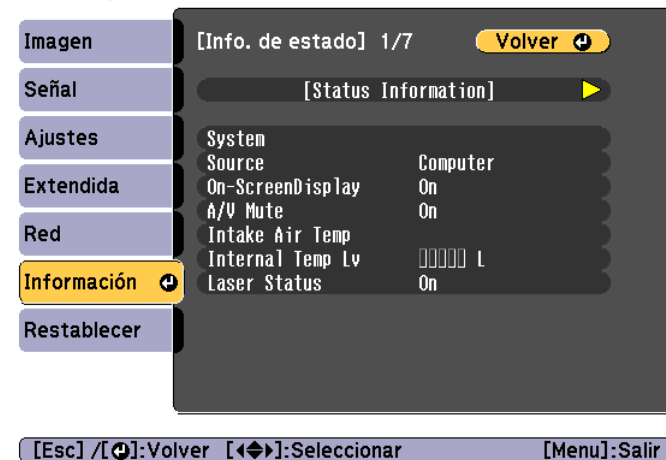 Imagen
Señal
Ajustes
Extendida
Red
Información
Restablecer
[Info. de estado] 1/7 Volver
[Status Information]
System
Source Computer
On-ScreenDisplay On
A/V Mute On
Intake Air Temp
Internal Temp Lv ▯▯▯▯▯ L
Laser Status On
[Esc] /[⏎]:Volver [◀◆▶]:Seleccionar [Menu]:Salir